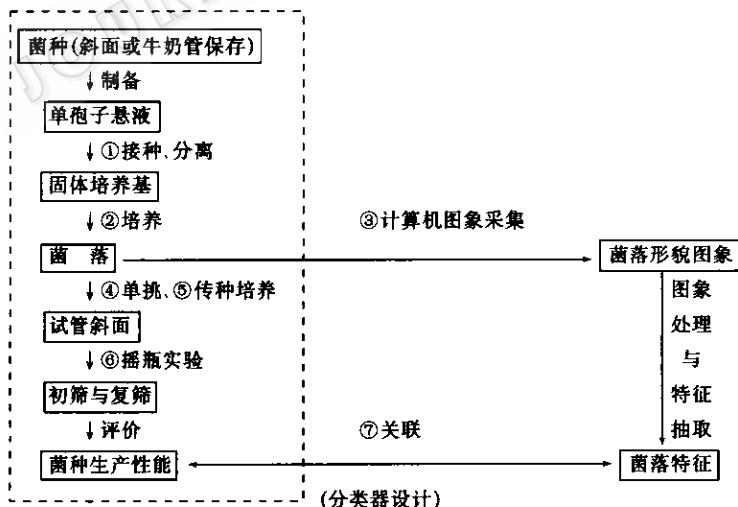 JOUR
菌种(斜面或牛奶管保存)
↓制备
单孢子悬液
↓①接种、分离
固体培养基
↓②培养
③计算机图象采集
菌 落
菌落形貌图象
↓④单挑、⑤传种培养
图象
处理
与
特征
抽取
试管斜面
↓⑥摇瓶实验
初筛与复筛
↓评价
⑦关联
菌种生产性能
菌落特征
(分类器设计)